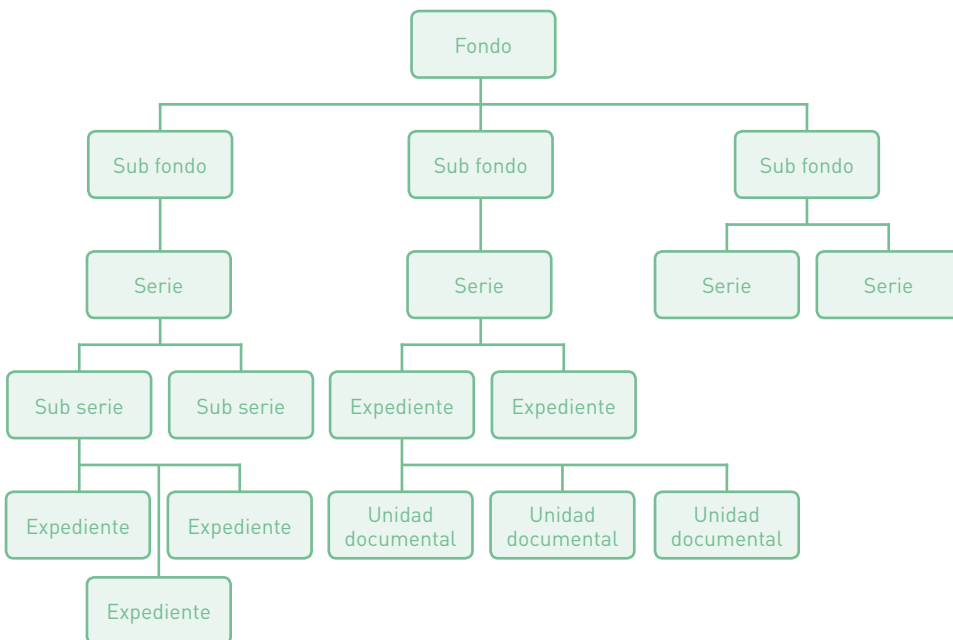 Fondo
Sub fondo
Sub fondo
Sub fondo
Serie
Serie
Serie
Serie
Sub serie
Sub serie
Expediente
Expediente
Expediente
Expediente
Unidad
documental
Unidad
documental
Unidad
documental
Expediente